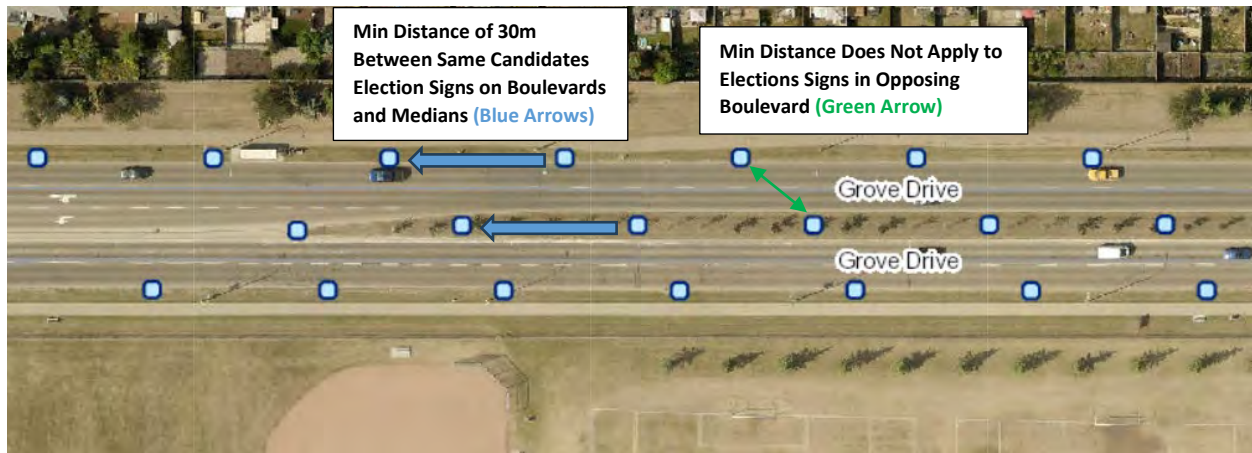 Min Distance of 30m
Between Same Candidates
Election Signs on Boulevards
and Medians (Blue Arrows)
Min Distance Does Not Apply to
Elections Signs in Opposing
Boulevard (Green Arrow)
Grove Drive
Grove Drive